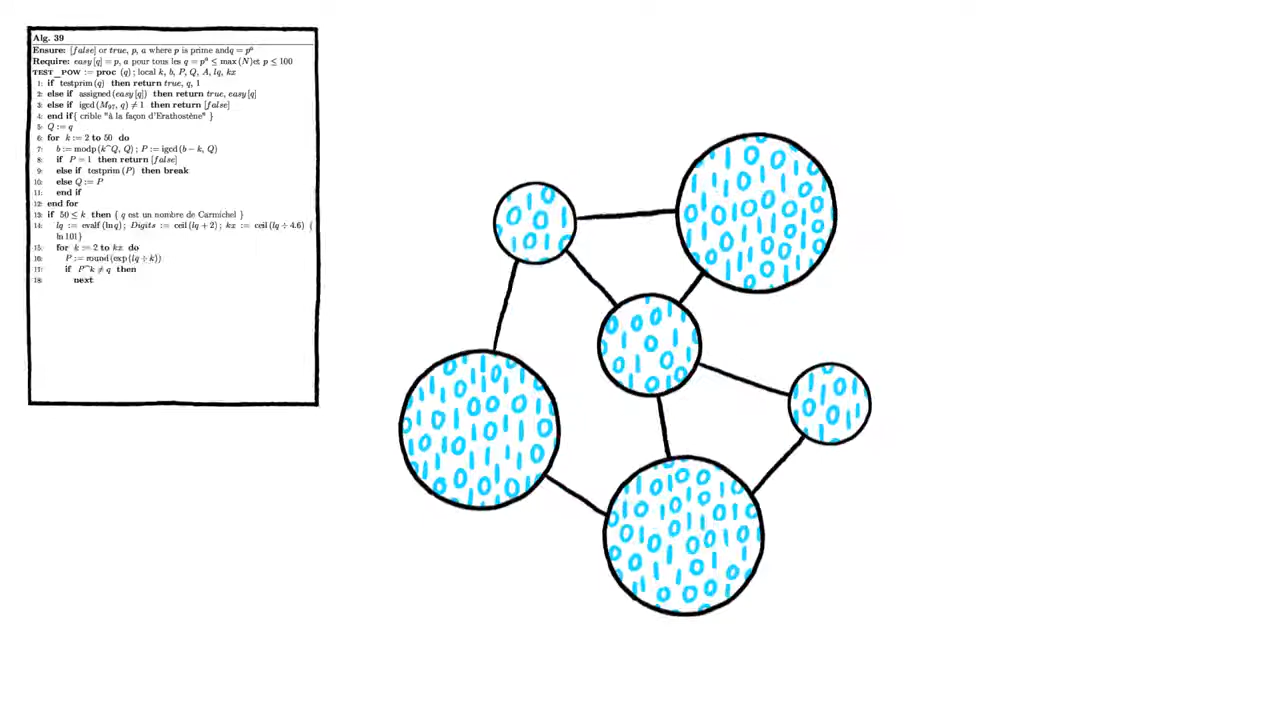 Alg. 39
Ensure: [false] or true, p, a where p is prime andq = pᵃ
Require: easy[q] = p, a pour tous les q = pᵃ ≤ max(N)et p ≤ 100
TEST_POW := proc (q); local k, b, P, Q, A, lq, kx
1: if testprim(q) then return true, q, 1
2: else if assigned(easy[q]) then return true, easy[q]
3: else if igcd(M₉₇, q) ≠ 1 then return [false]
4: end if{ crible "à la façon d'Erathostène" }
5: Q := q
6: for k := 2 to 50 do
7: b := modp(k^Q, Q); P := igcd(b − k, Q)
8: if P = 1 then return [false]
9: else if testprim(P) then break
10: else Q := P
11: end if
12: end for
13: if 50 ≤ k then { q est un nombre de Carmichel }
14: lq := evalf(ln q); Digits := ceil(lq + 2); kx := ceil(lq ÷ 4.6) {
ln 101}
15: for k := 2 to kx do
16: P := round(exp(lq ÷ k))
17: if P^k ≠ q then
18: next